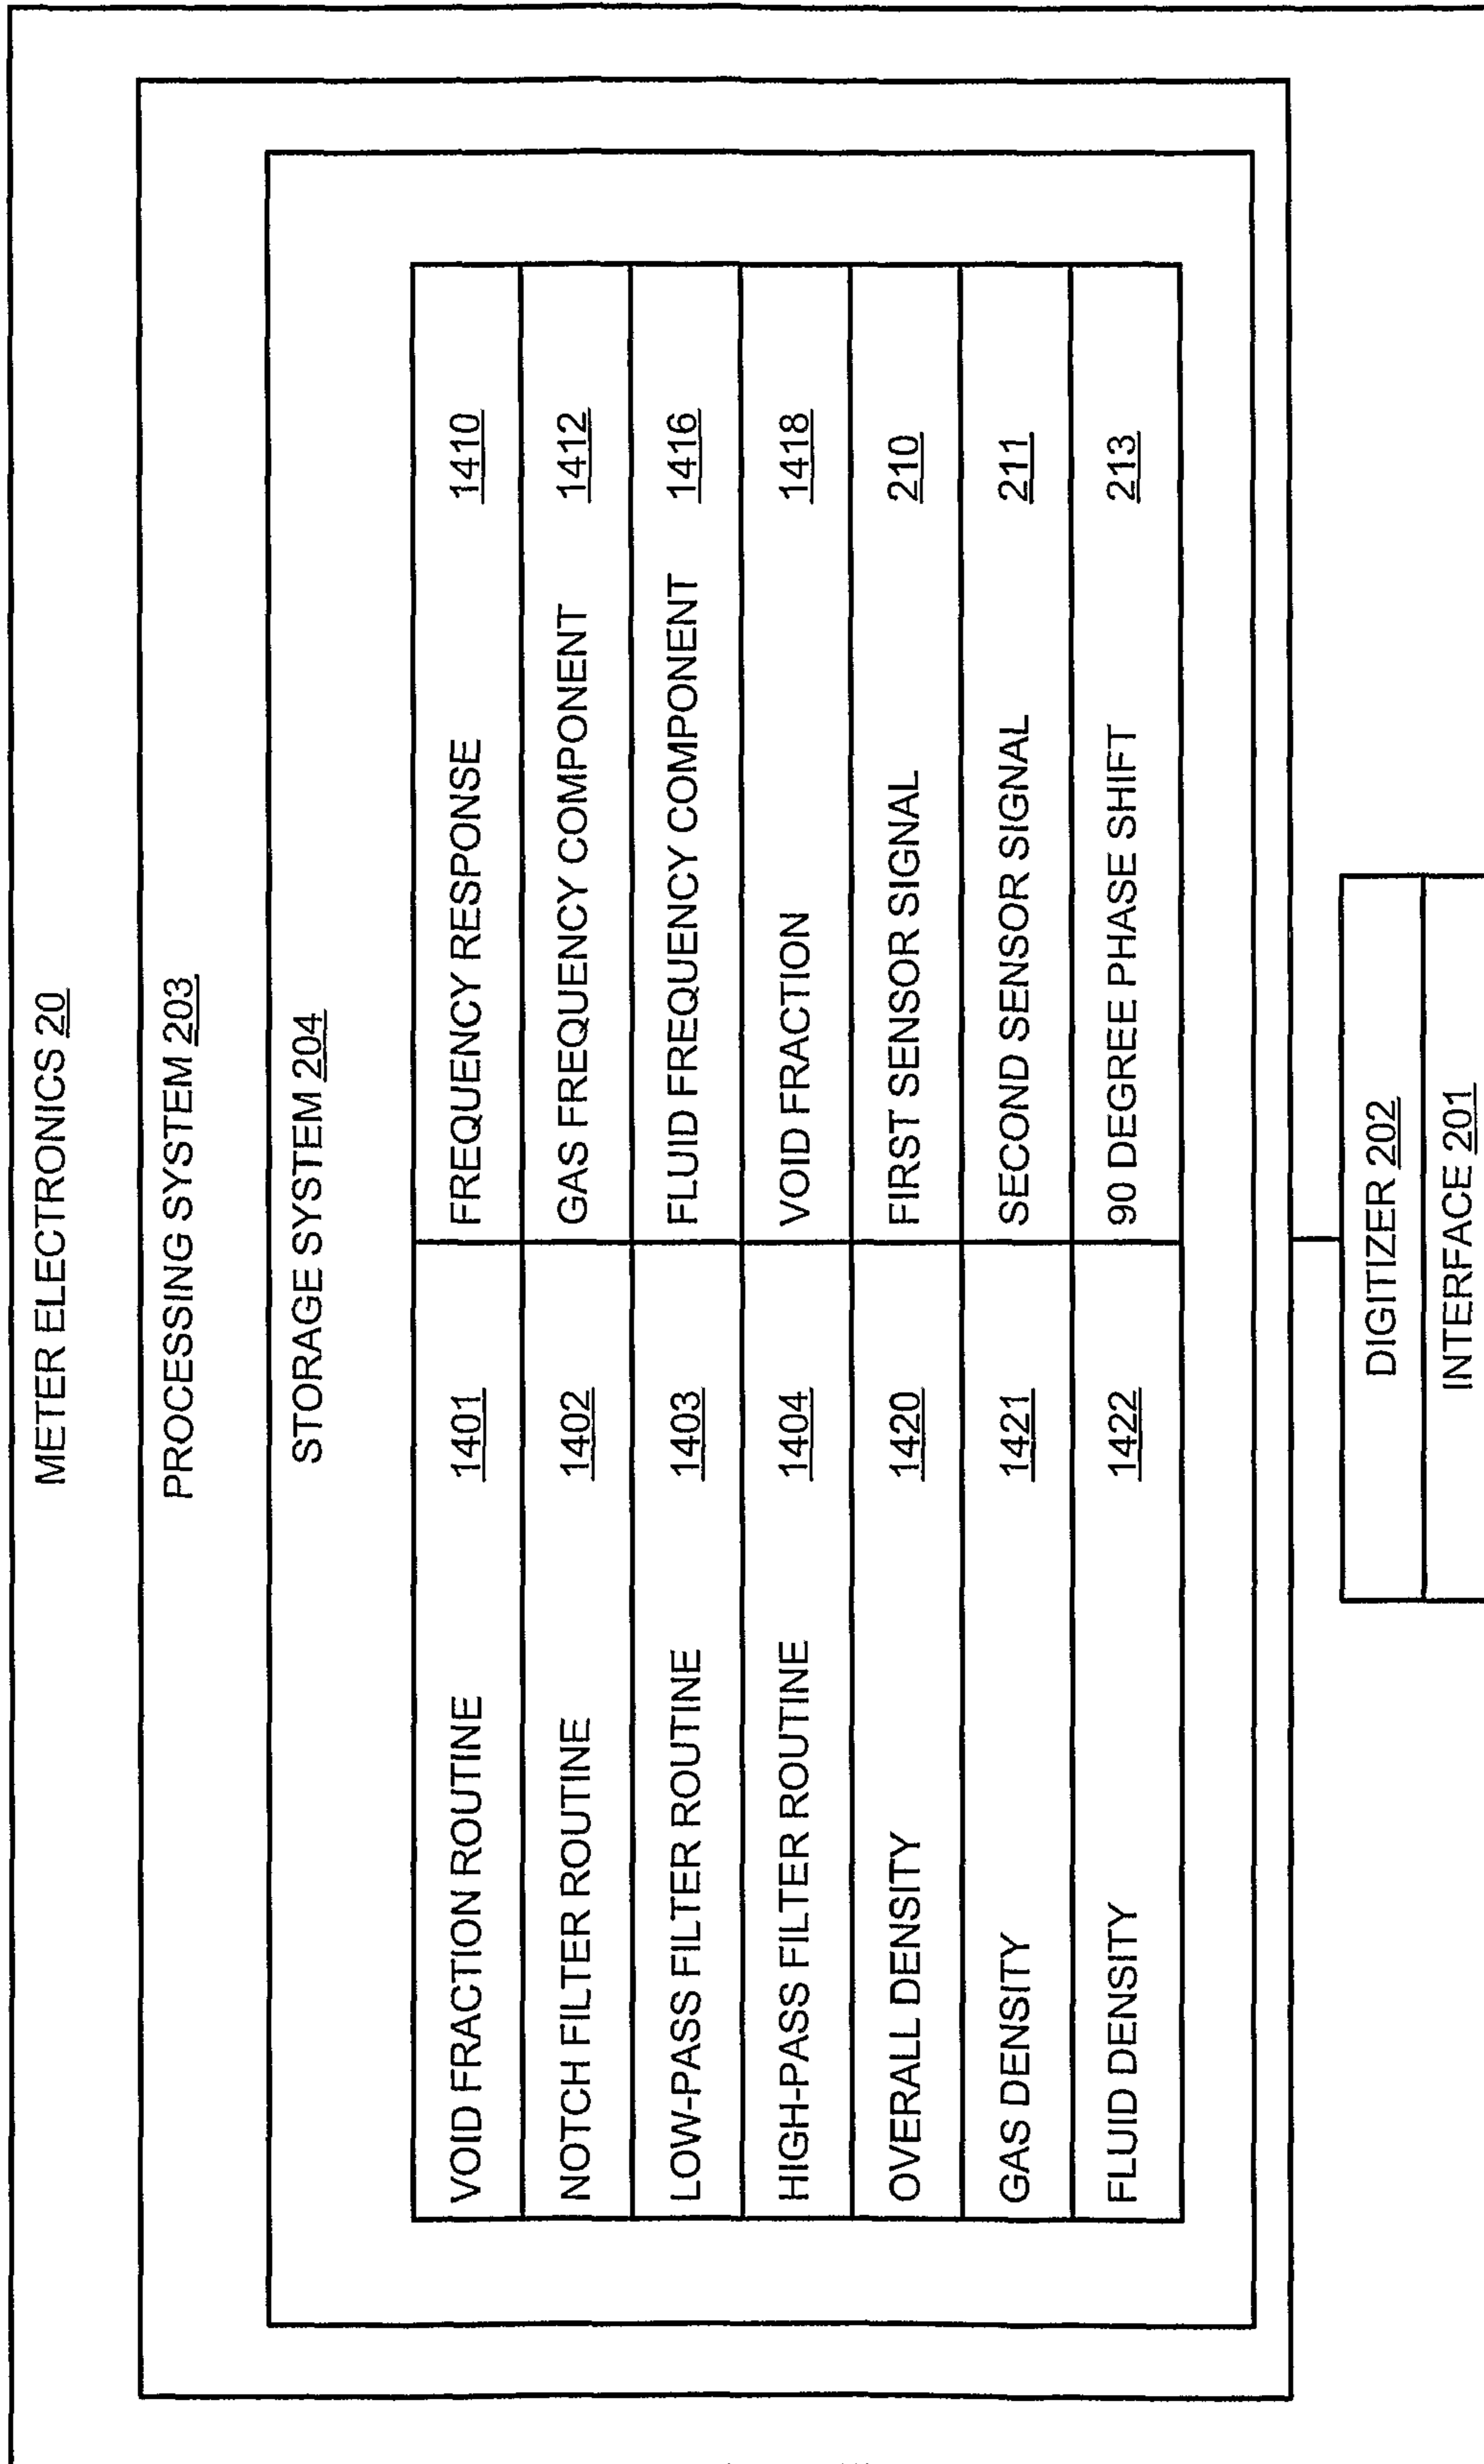 METER ELECTRONICS 20
PROCESSING SYSTEM 203
STORAGE SYSTEM 204
VOID FRACTION ROUTINE 1401
FREQUENCY RESPONSE 1410
NOTCH FILTER ROUTINE 1402
GAS FREQUENCY COMPONENT 1412
LOW-PASS FILTER ROUTINE 1403
FLUID FREQUENCY COMPONENT 1416
HIGH-PASS FILTER ROUTINE 1404
VOID FRACTION 1418
OVERALL DENSITY 1420
FIRST SENSOR SIGNAL 210
GAS DENSITY 1421
SECOND SENSOR SIGNAL 211
FLUID DENSITY 1422
90 DEGREE PHASE SHIFT 213
DIGITIZER 202
INTERFACE 201